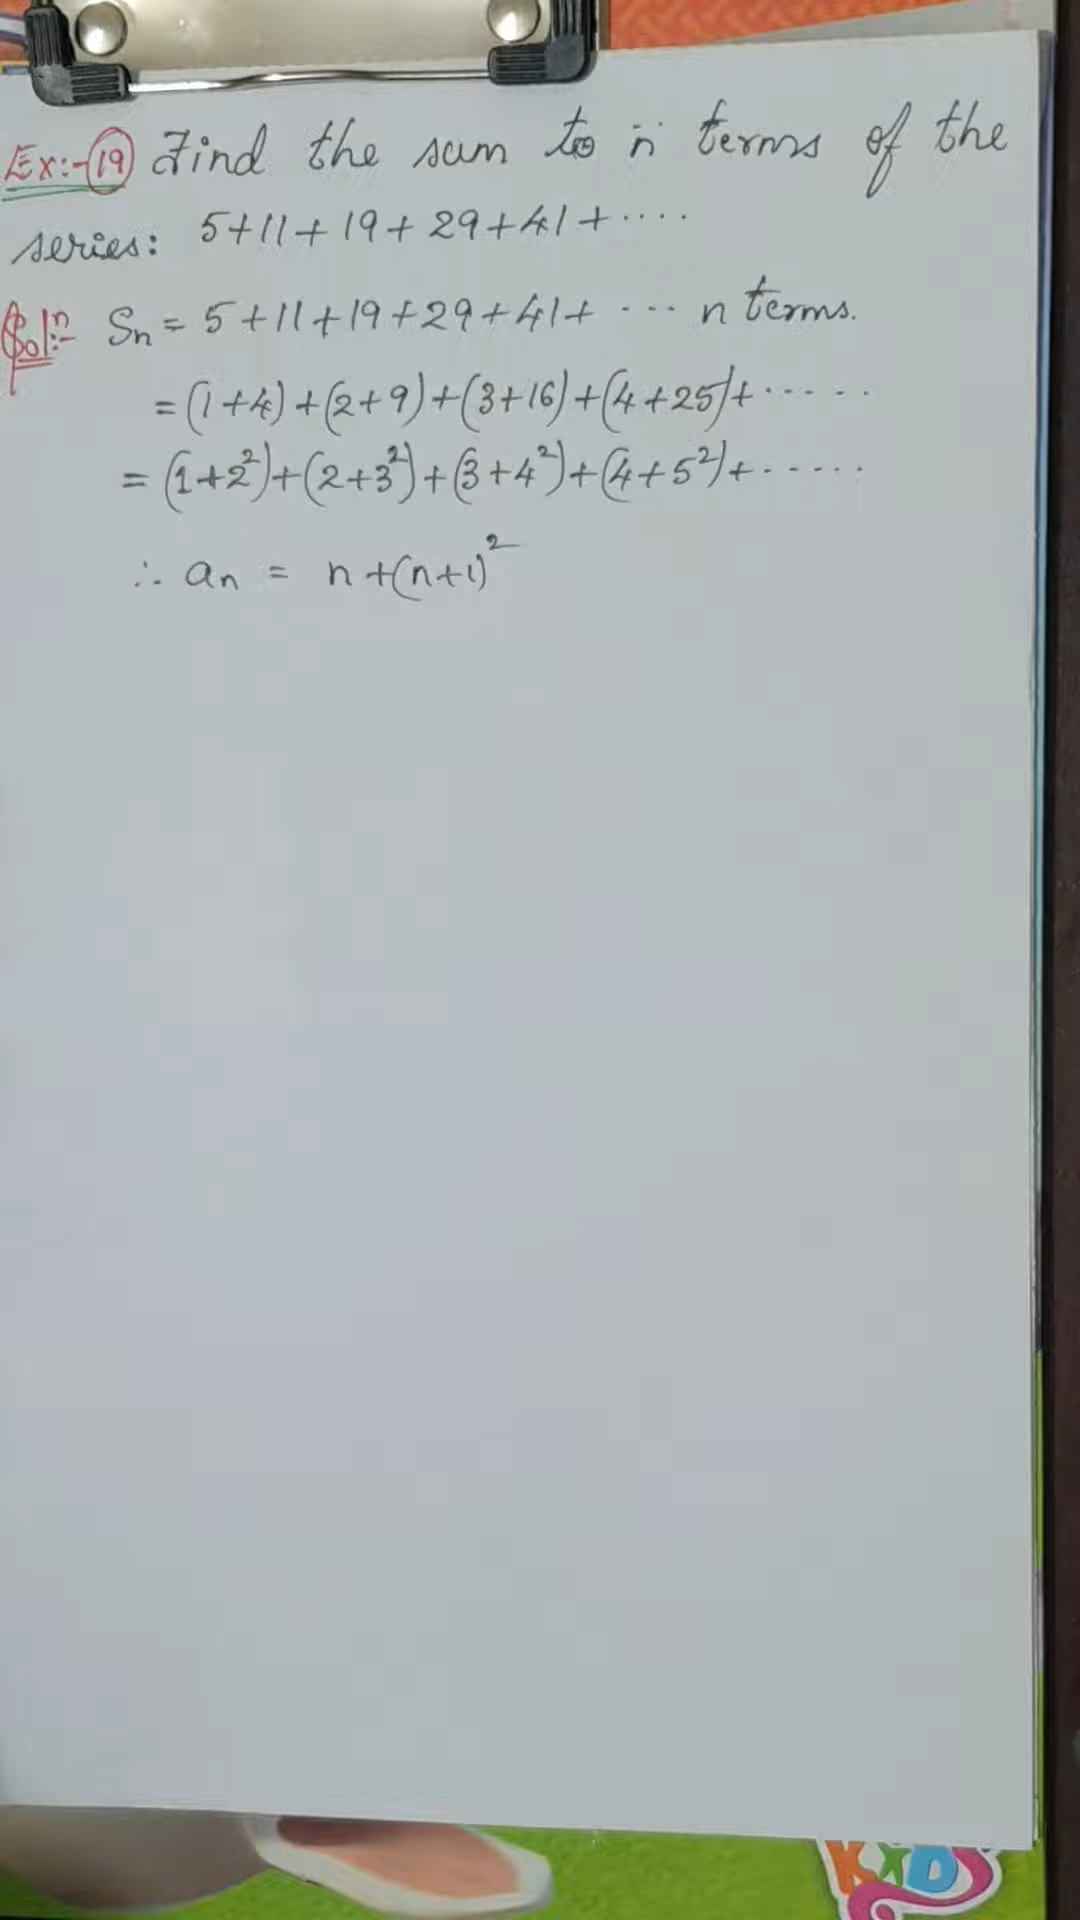 Ex:-(19) Find the sum to 'n' terms of the
series: 5+11+19+29+41+····
Solⁿ:- Sn = 5+11+19+29+41+ ··· n terms.
= (1+4)+(2+9)+(3+16)+(4+25)+······
= (1+2²)+(2+3²)+(3+4²)+(4+5²)+······
∴ an = n+(n+1)²
KiD